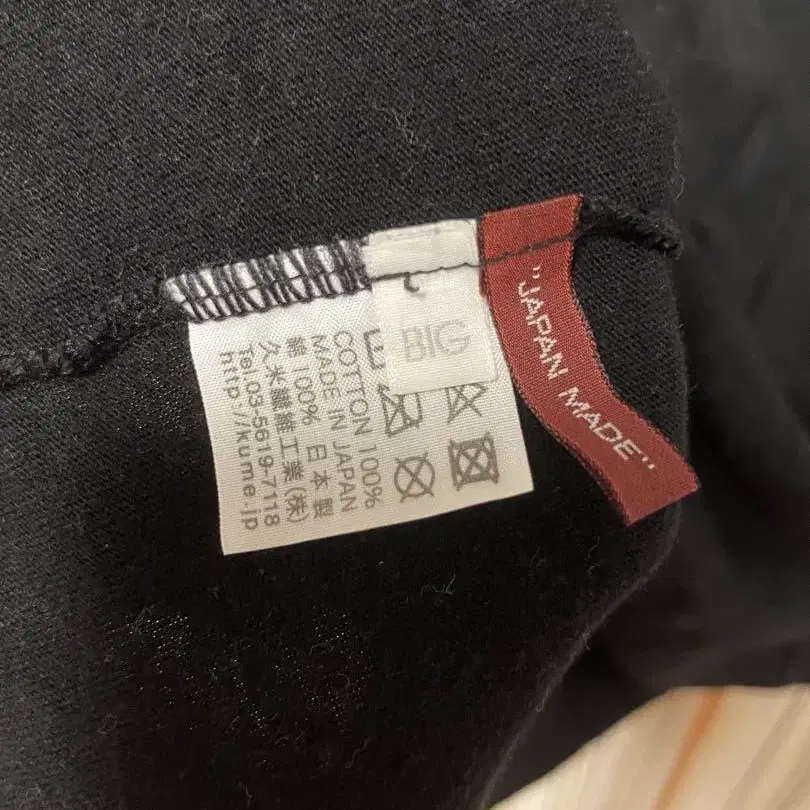 BIG
"JAPAN MADE"
COTTON 100%
MADE IN JAPAN
綿 100% 日本製
久米繊維工業(株)
Tel.03-5619-7118
http://kume.jp